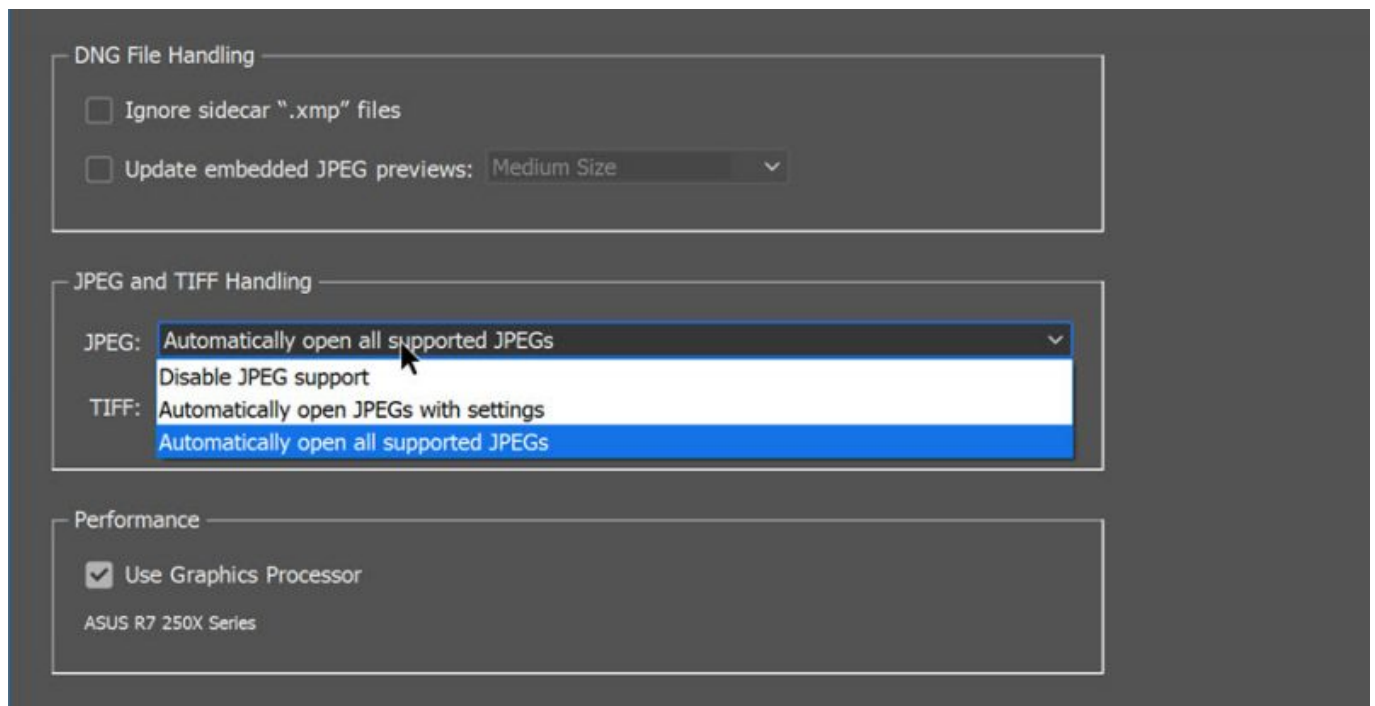 DNG File Handling
Ignore sidecar “.xmp” files
Update embedded JPEG previews: Medium Size
JPEG and TIFF Handling
JPEG: Automatically open all supported JPEGs
Disable JPEG support
TIFF: Automatically open JPEGs with settings
Automatically open all supported JPEGs
Performance
Use Graphics Processor
ASUS R7 250X Series